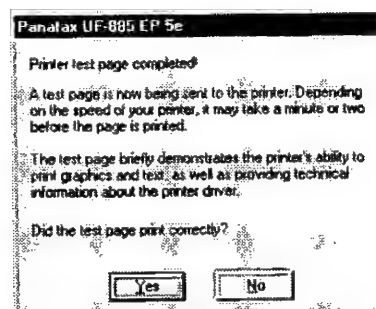 Panafax UF-885 EP 5e
Printer test page completed!
A test page is now being sent to the printer. Depending
on the speed of your printer, it may take a minute or two
before the page is printed.
The test page briefly demonstrates the printer's ability to
print graphics and text, as well as providing technical
information about the printer driver.
Did the test page print correctly?
Yes
No